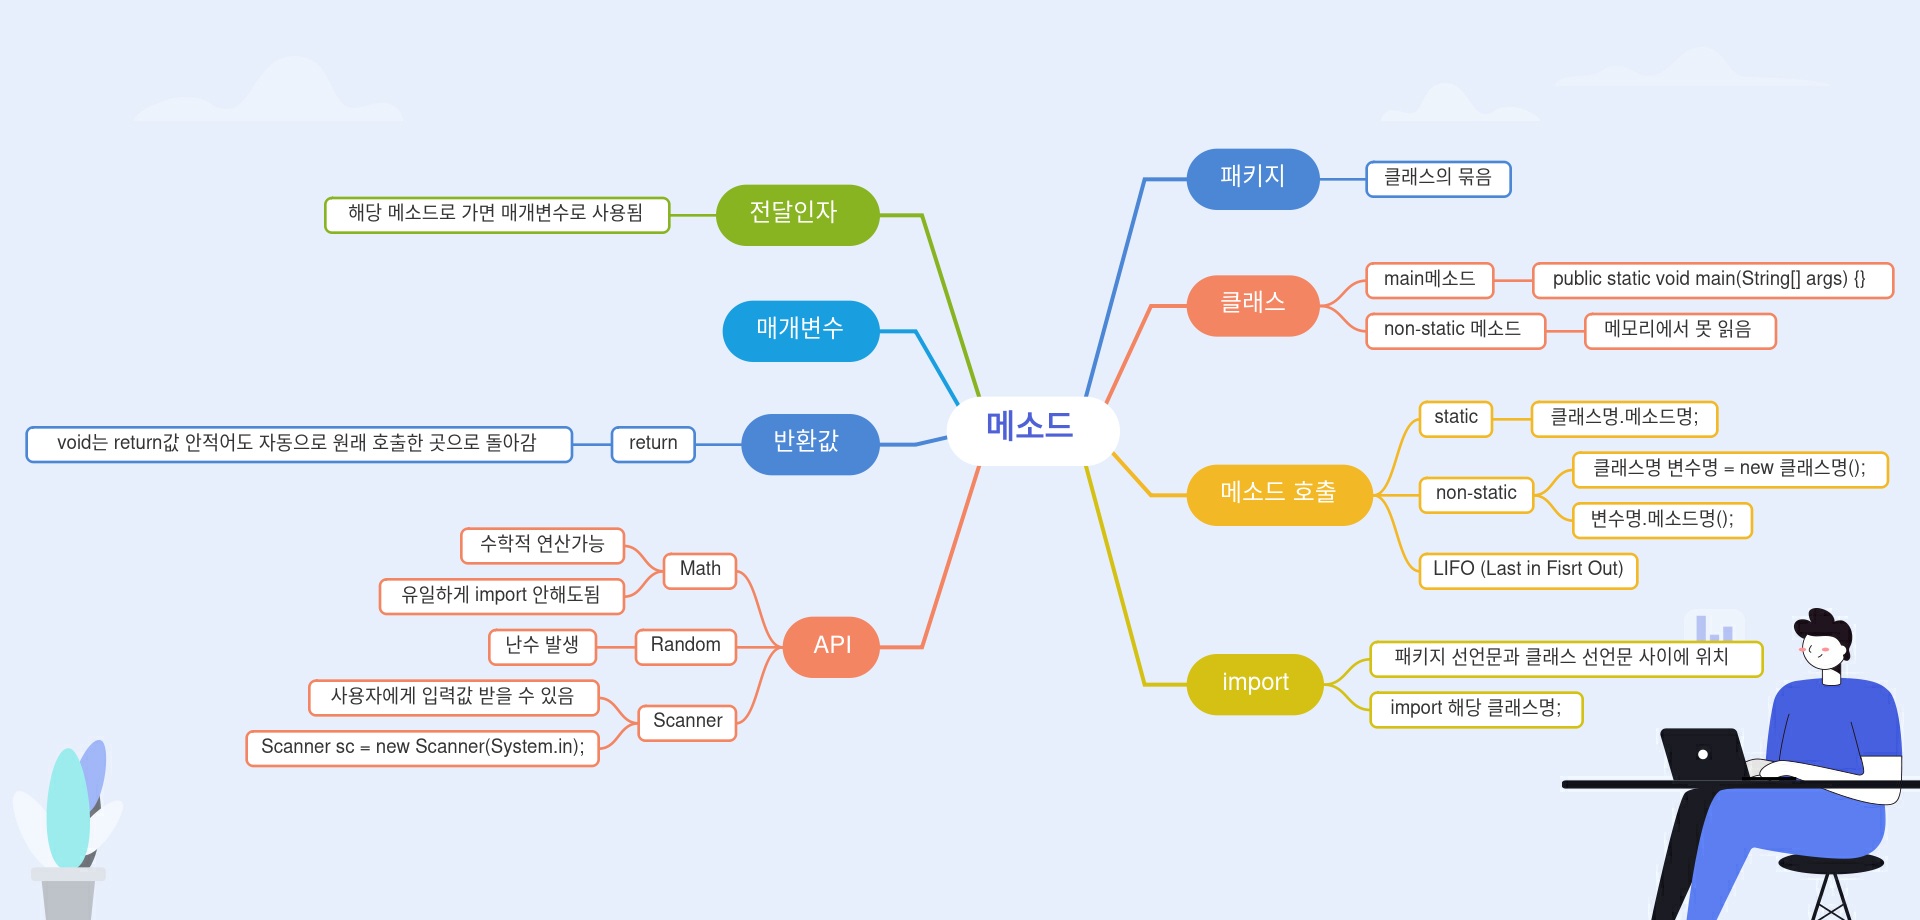 메소드
패키지
클래스의 묶음
클래스
main메소드
public static void main(String[] args) {}
non-static 메소드
메모리에서 못 읽음
메소드 호출
static
클래스명.메소드명;
non-static
클래스명 변수명 = new 클래스명();
변수명.메소드명();
LIFO (Last in Fisrt Out)
import
패키지 선언문과 클래스 선언문 사이에 위치
import 해당 클래스명;
전달인자
해당 메소드로 가면 매개변수로 사용됨
매개변수
반환값
return
void는 return값 안적어도 자동으로 원래 호출한 곳으로 돌아감
API
Math
수학적 연산가능
유일하게 import 안해도됨
Random
난수 발생
Scanner
사용자에게 입력값 받을 수 있음
Scanner sc = new Scanner(System.in);